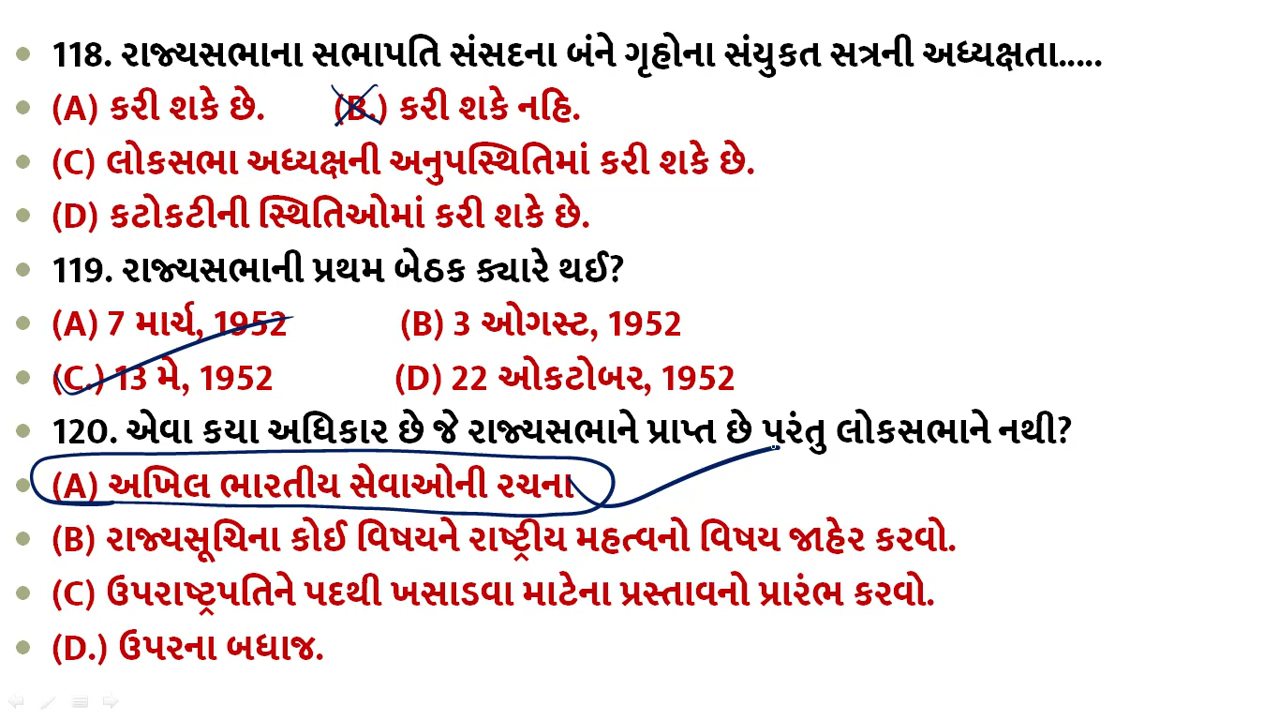 118. રાજ્યસભાના સભાપતિ સંસદના બંને ગૃહોના સંયુકત સત્રની અધ્યક્ષતા.....
(A) કરી શકે છે. (B.) કરી શકે નહિ.
(C) લોકસભા અધ્યક્ષની અનુપસ્થિતિમાં કરી શકે છે.
(D) કટોકટીની સ્થિતિઓમાં કરી શકે છે.
119. રાજ્યસભાની પ્રથમ બેઠક ક્યારે થઈ?
(A) 7 માર્ચ, 1952 (B) 3 ઓગસ્ટ, 1952
(C.) 13 મે, 1952 (D) 22 ઓકટોબર, 1952
120. એવા કયા અધિકાર છે જે રાજ્યસભાને પ્રાપ્ત છે પરંતુ લોકસભાને નથી?
(A) અખિલ ભારતીય સેવાઓની રચના
(B) રાજ્યસૂચિના કોઈ વિષયને રાષ્ટ્રીય મહત્વનો વિષય જાહેર કરવો.
(C) ઉપરાષ્ટ્રપતિને પદથી ખસાડવા માટેના પ્રસ્તાવનો પ્રારંભ કરવો.
(D.) ઉપરના બધાજ.